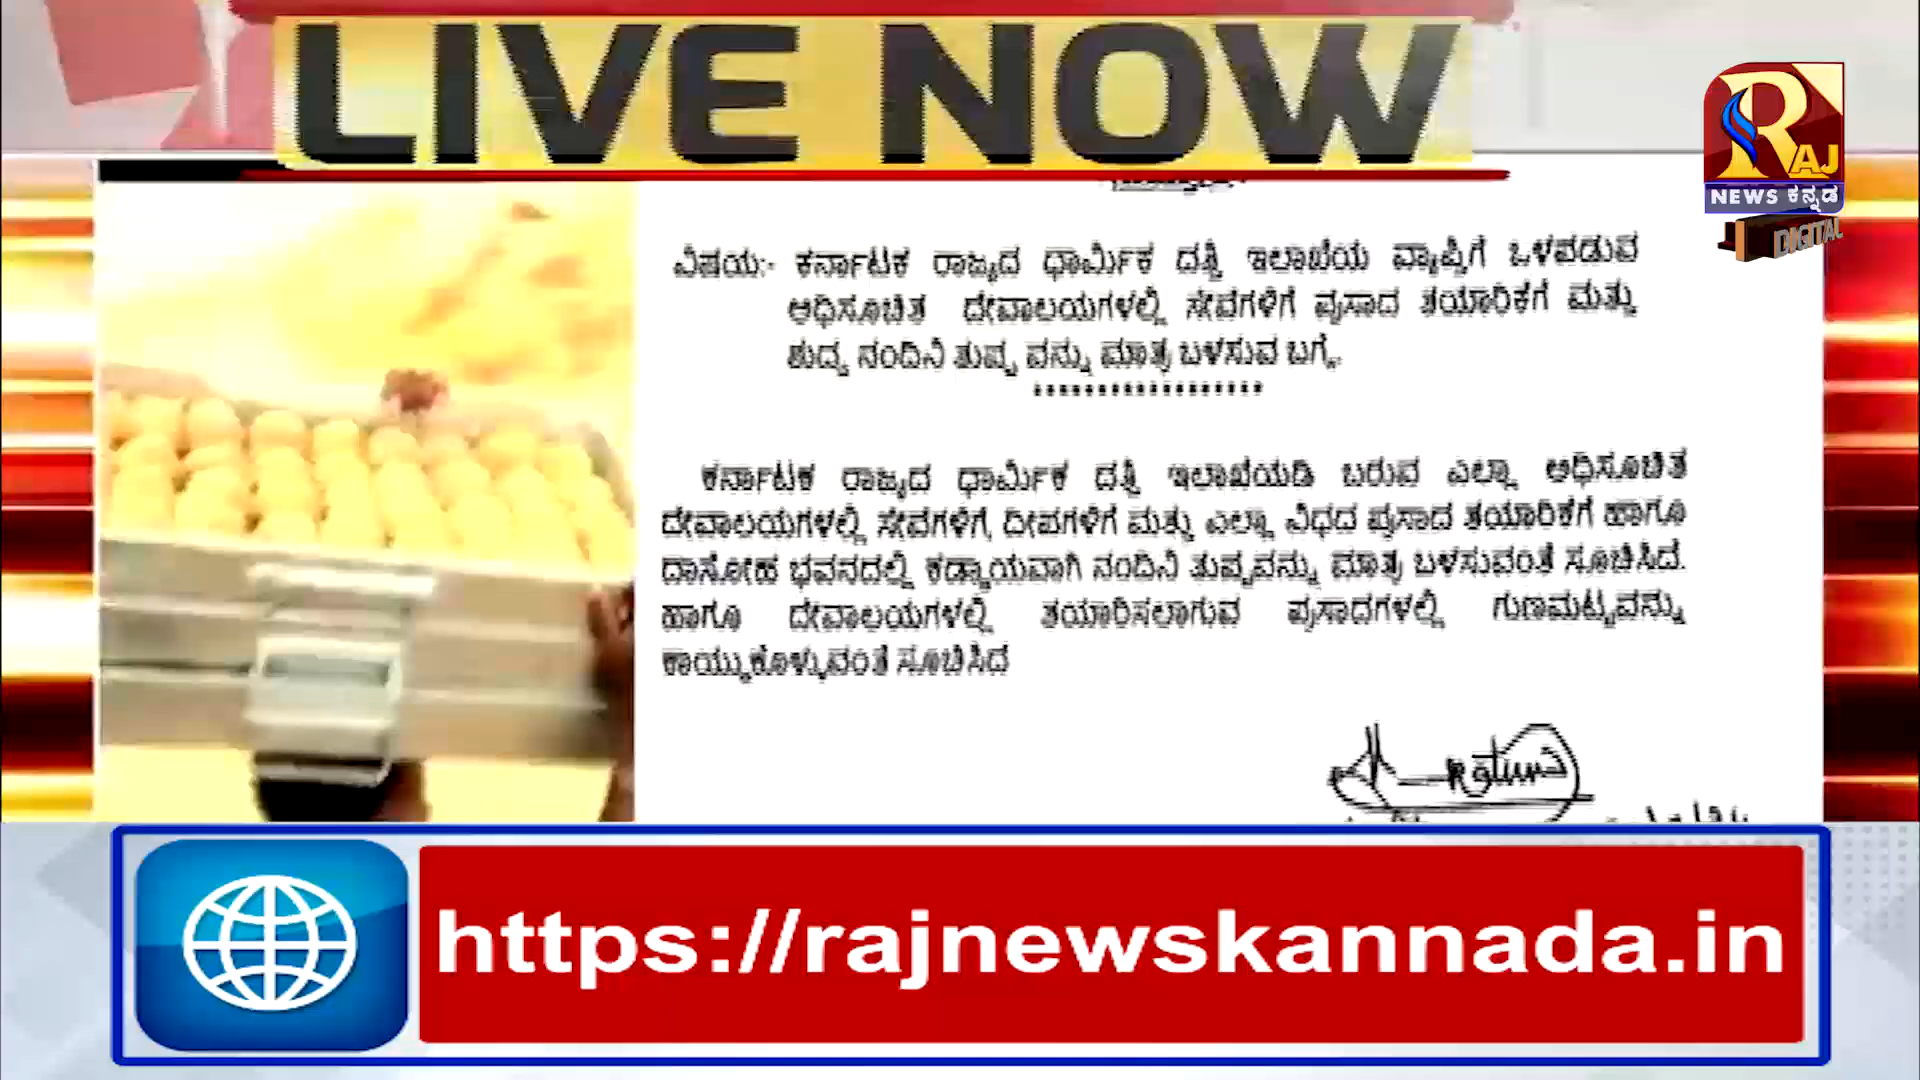 LIVE NOW
RAJ
NEWS ಕನ್ನಡ
DIGITAL
ವಿಷಯ:- ಕರ್ನಾಟಕ ರಾಜ್ಯದ ಧಾರ್ಮಿಕ ದತ್ತಿ ಇಲಾಖೆಯ ವ್ಯಾಪ್ತಿಗೆ ಒಳಪಡುವ
ಅಧಿಸೂಚಿತ ದೇವಾಲಯಗಳಲ್ಲಿ ಸೇವೆಗಳಿಗೆ ಪ್ರಸಾದ ತಯಾರಿಕೆಗೆ ಮತ್ತು
ಶುದ್ಧ ನಂದಿನಿ ತುಪ್ಪ ವನ್ನು ಮಾತ್ರ ಬಳಸುವ ಬಗ್ಗೆ.
******************
ಕರ್ನಾಟಕ ರಾಜ್ಯದ ಧಾರ್ಮಿಕ ದತ್ತಿ ಇಲಾಖೆಯಡಿ ಬರುವ ಎಲ್ಲಾ ಅಧಿಸೂಚಿತ
ದೇವಾಲಯಗಳಲ್ಲಿ ಸೇವೆಗಳಿಗೆ, ದೀಪಗಳಿಗೆ ಮತ್ತು ಎಲ್ಲಾ ವಿಧದ ಪ್ರಸಾದ ತಯಾರಿಕೆಗೆ ಹಾಗೂ
ದಾಸೋಹ ಭವನದಲ್ಲಿ ಕಡ್ಡಾಯವಾಗಿ ನಂದಿನಿ ತುಪ್ಪವನ್ನು ಮಾತ್ರ ಬಳಸುವಂತೆ ಸೂಚಿಸಿದೆ.
ಹಾಗೂ ದೇವಾಲಯಗಳಲ್ಲಿ ತಯಾರಿಸಲಾಗುವ ಪ್ರಸಾದಗಳಲ್ಲಿ ಗುಣಮಟ್ಟವನ್ನು
ಕಾಯ್ದುಕೊಳ್ಳುವಂತೆ ಸೂಚಿಸಿದೆ
https://rajnewskannada.in